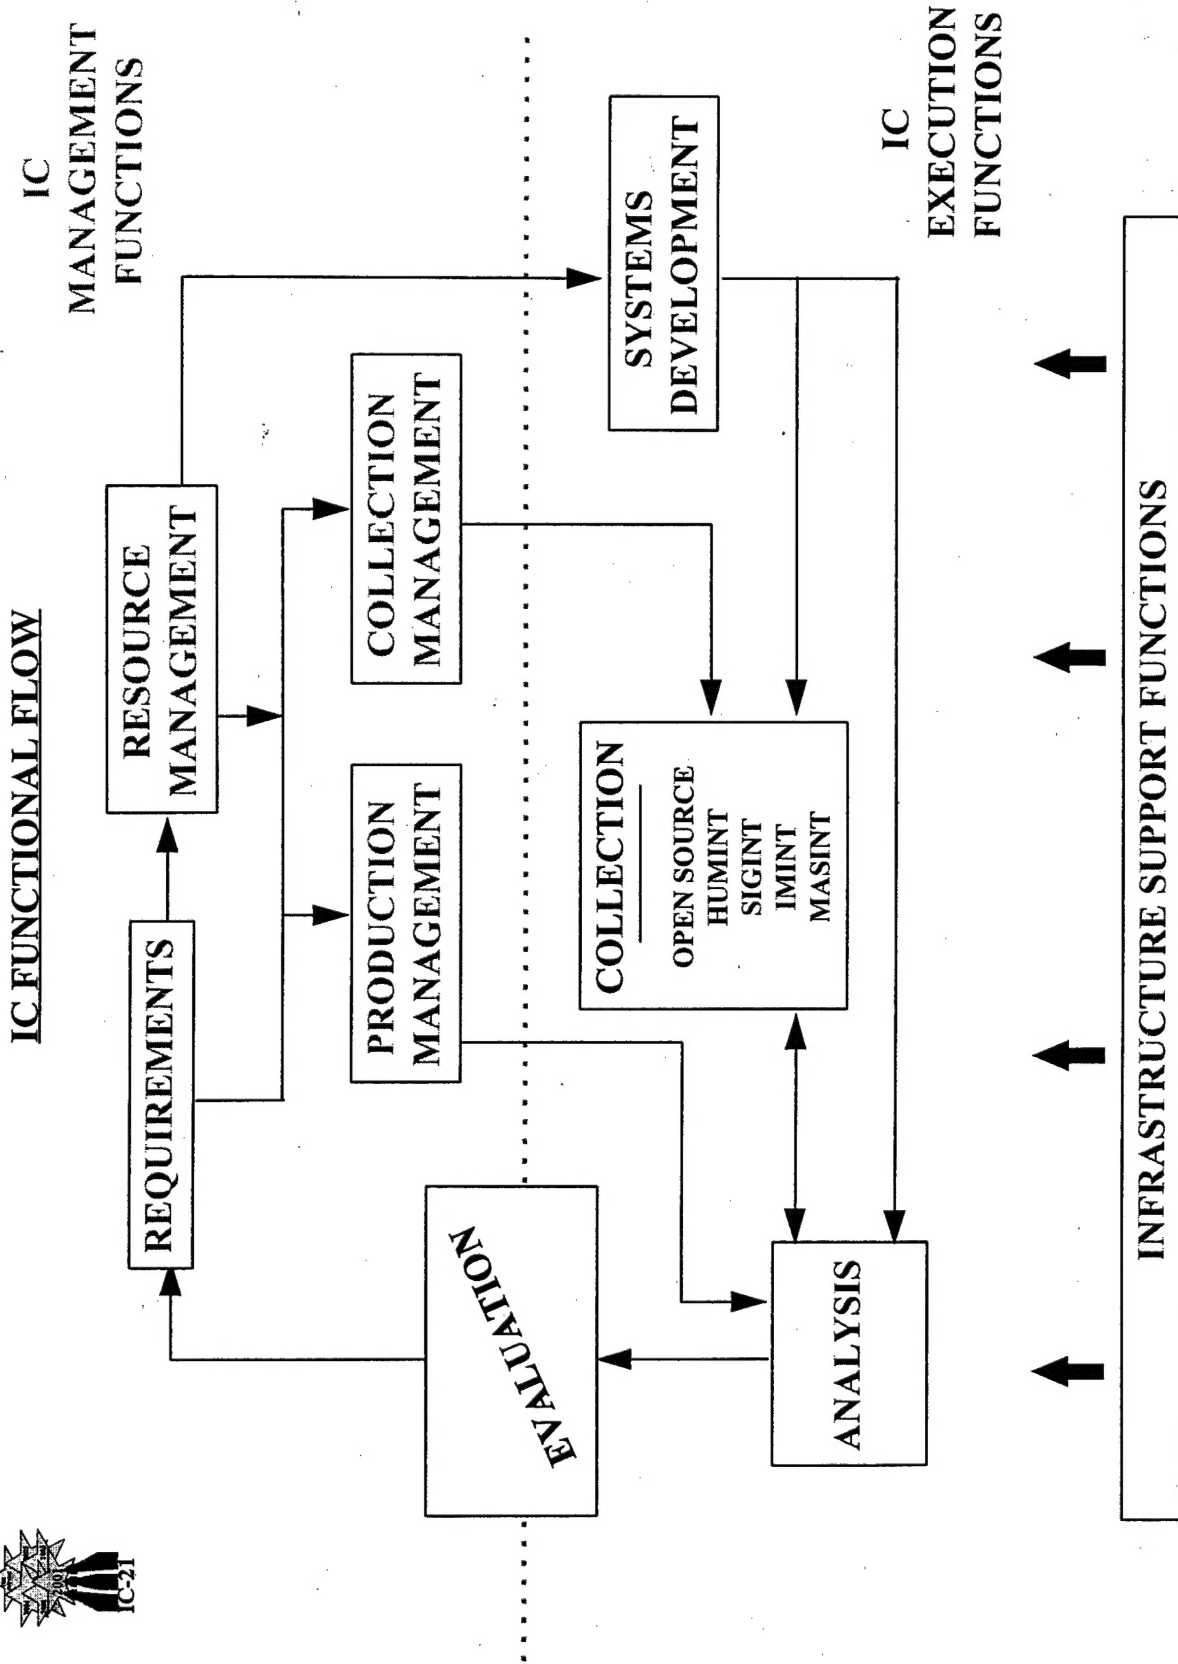 IC FUNCTIONAL FLOW
IC
MANAGEMENT
FUNCTIONS
REQUIREMENTS
RESOURCE
MANAGEMENT
PRODUCTION
MANAGEMENT
COLLECTION
MANAGEMENT
EVALUATION
COLLECTION
OPEN SOURCE
HUMINT
SIGINT
IMINT
MASINT
SYSTEMS
DEVELOPMENT
ANALYSIS
IC
EXECUTION
FUNCTIONS
INFRASTRUCTURE SUPPORT FUNCTIONS
IC-21